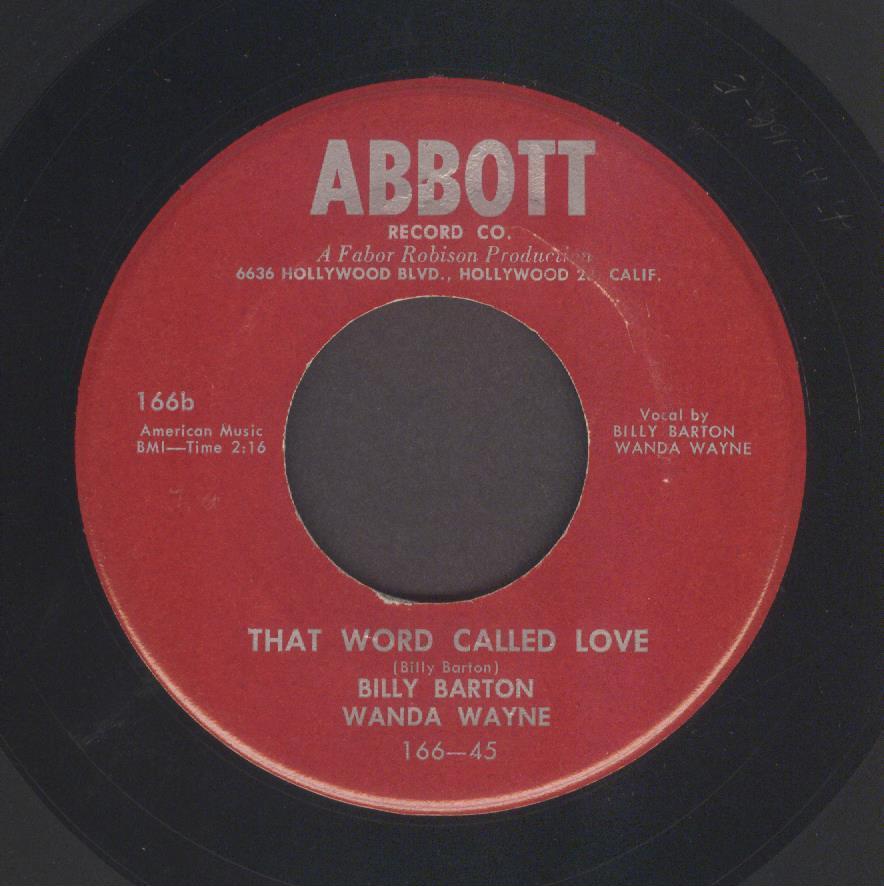 ABBOTT
RECORD CO.
A Fabor Robison Production
6636 HOLLYWOOD BLVD., HOLLYWOOD CALIF.
166b
American Music
BMI—Time 2:16
Vocal by
BILLY BARTON
WANDA WAYNE
THAT WORD CALLED LOVE
(Billy Barton)
BILLY BARTON
WANDA WAYNE
166—45